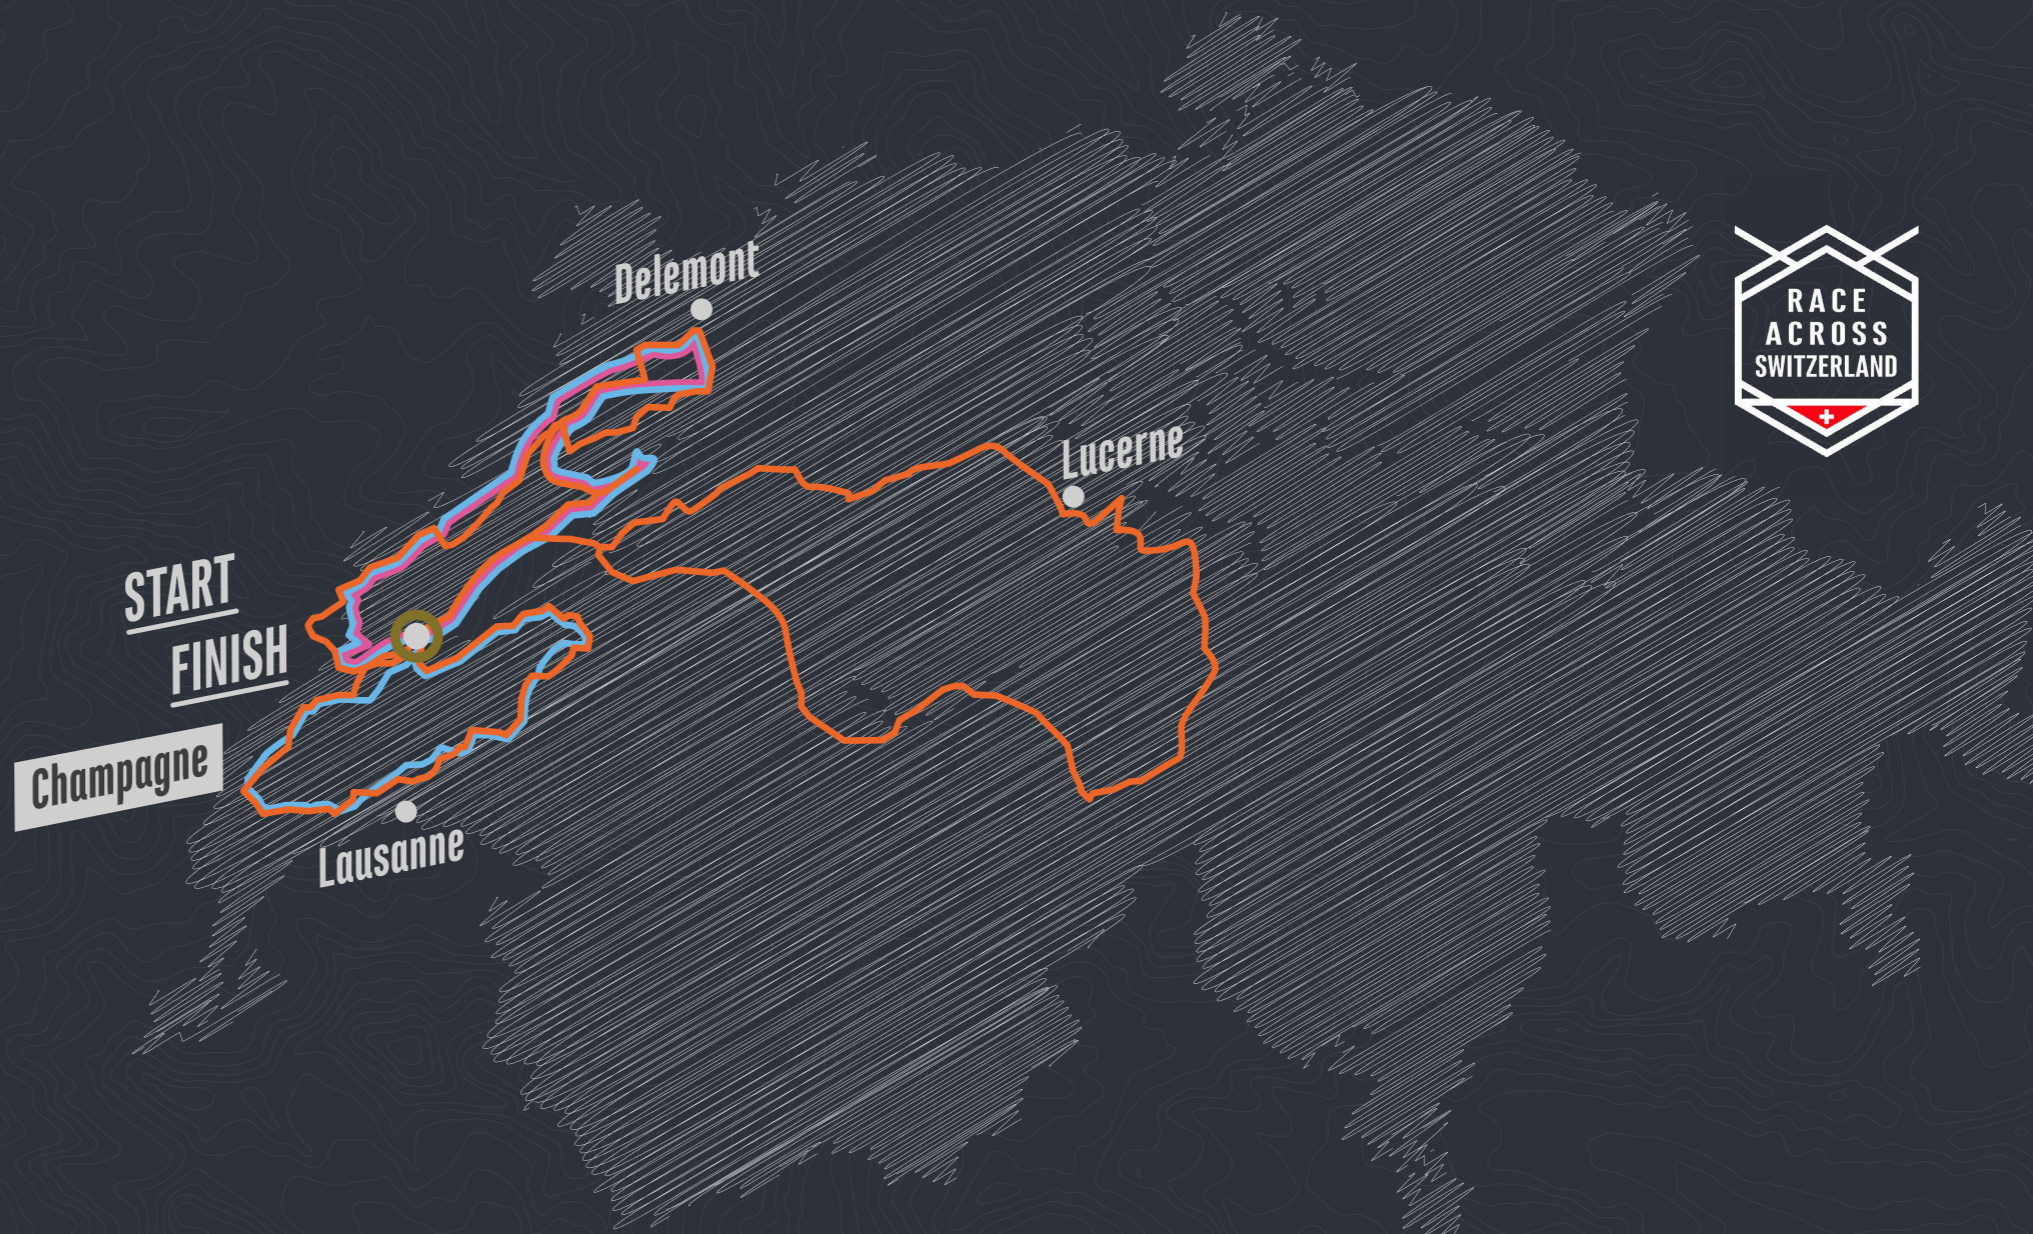 Delemont
RACE
ACROSS
SWITZERLAND
Lucerne
START
FINISH
Champagne
Lausanne